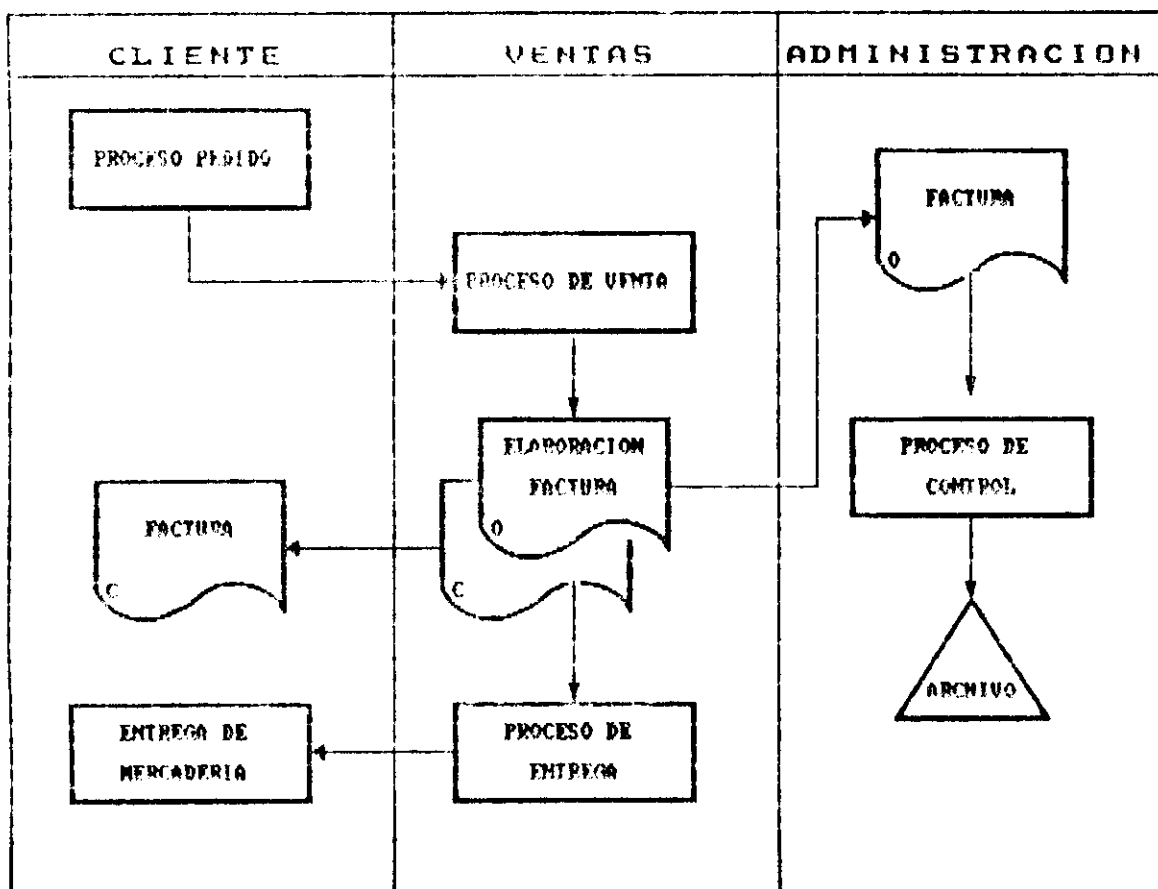 CLIENTE
VENTAS
ADMINISTRACION
PROCESO PEDIDO
PROCESO DE VENTA
ELABORACION
FACTURA
O
C
FACTURA
C
PROCESO DE
ENTREGA
ENTREGA DE
MERCADERIA
FACTURA
O
PROCESO DE
CONTROL
ARCHIVO